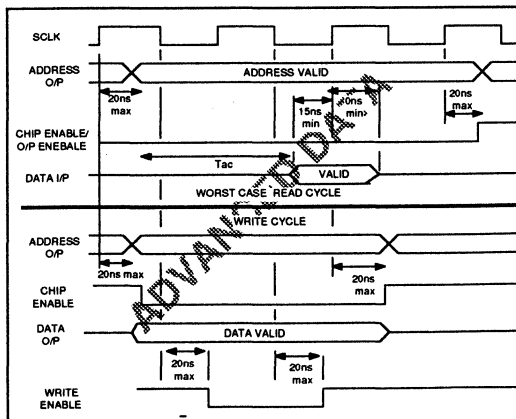 SCLK
ADDRESS
O/P
ADDRESS VALID
20ns
max
15ns
min
min
20ns
max
CHIP ENABLE/
O/P ENEBALE
Tac
DATA I/P
VALID
WORST CASE READ CYCLE
WRITE CYCLE
ADDRESS
O/P
20ns max
20ns
max
CHIP
ENABLE
DATA
O/P
DATA VALID
20ns
max
20ns
max
WRITE
ENABLE
ADVANCED DATA